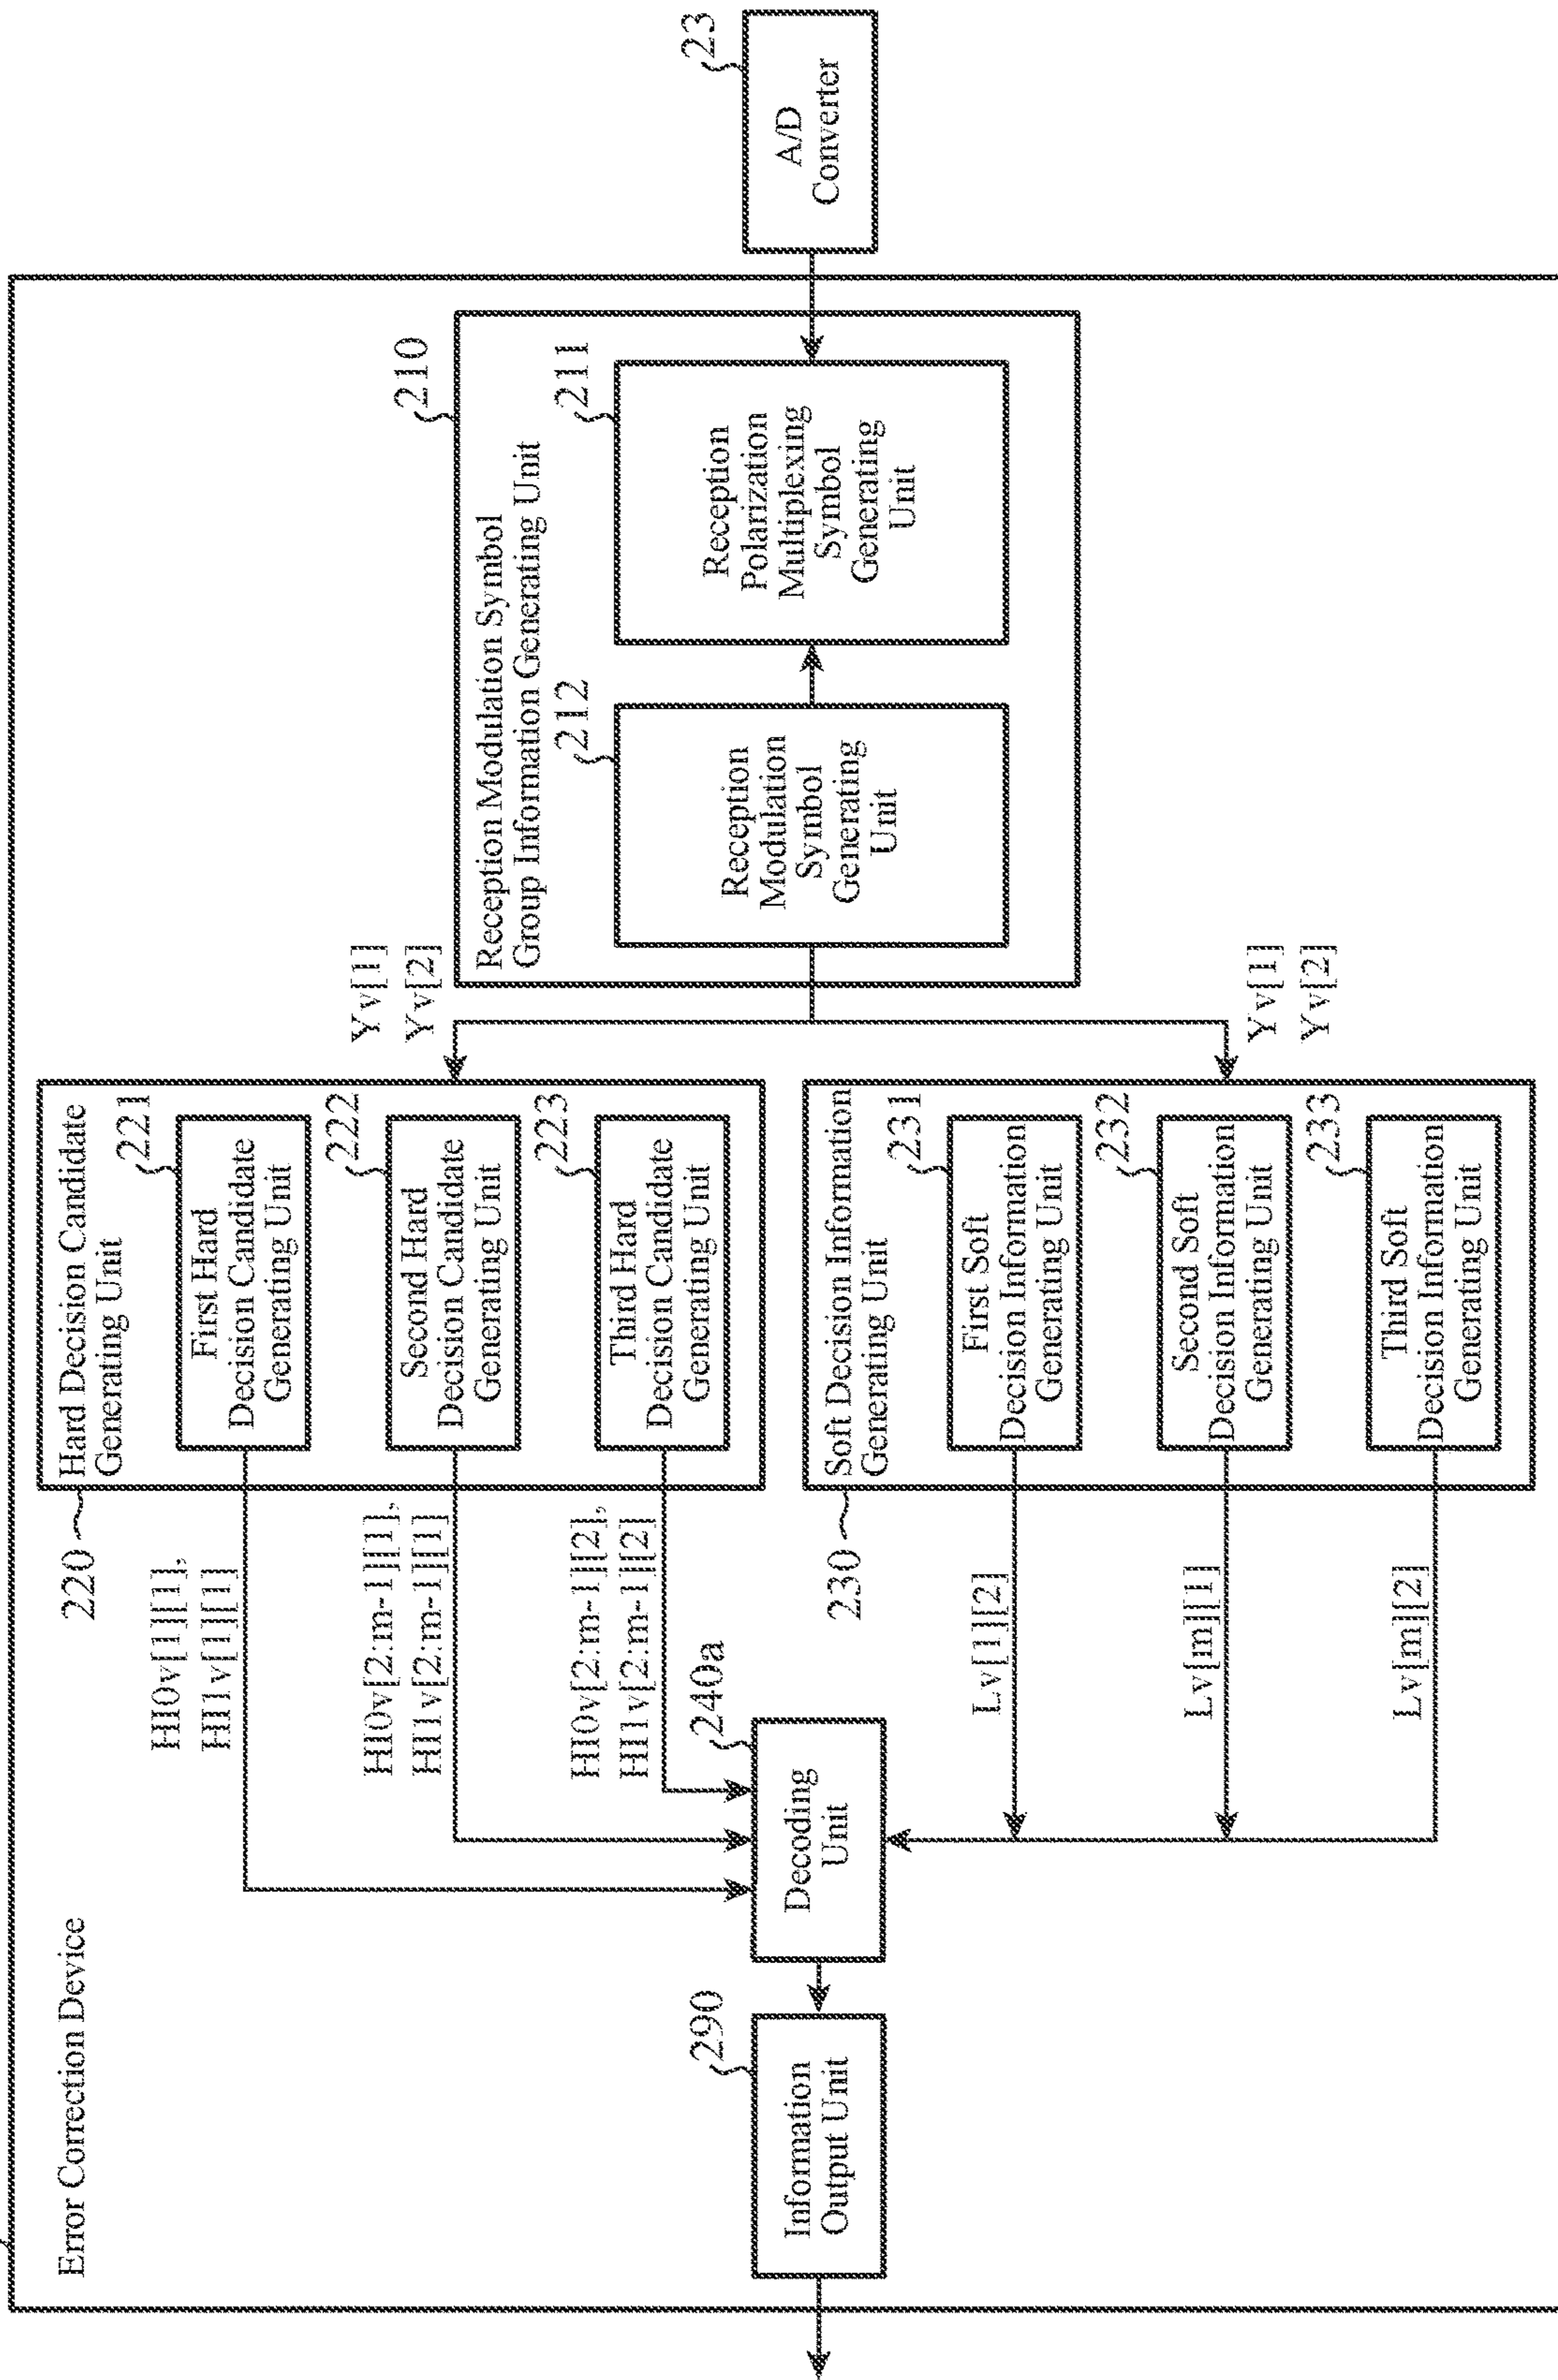 Error Correction Device
220
Hard Decision Candidate
Generating Unit
221
First Hard
Decision Candidate
Generating Unit
222
Second Hard
Decision Candidate
Generating Unit
223
Third Hard
Decision Candidate
Generating Unit
HI0v[1][1],
HI1v[1][1]
HI0v[2:m-1][1],
HI1v[2:m-1][1]
HI0v[2:m-1][2],
HI1v[2:m-1][2]
Yv[1]
Yv[2]
210
Reception Modulation Symbol
Group Information Generating Unit
212
Reception
Modulation
Symbol
Generating
Unit
211
Reception
Polarization
Multiplexing
Symbol
Generating
Unit
23
A/D
Converter
290
Information
Output Unit
240a
Decoding
Unit
230
Soft Decision Information
Generating Unit
231
First Soft
Decision Information
Generating Unit
232
Second Soft
Decision Information
Generating Unit
233
Third Soft
Decision Information
Generating Unit
Lv[1][2]
Lv[m][1]
Lv[m][2]
Yv[1]
Yv[2]